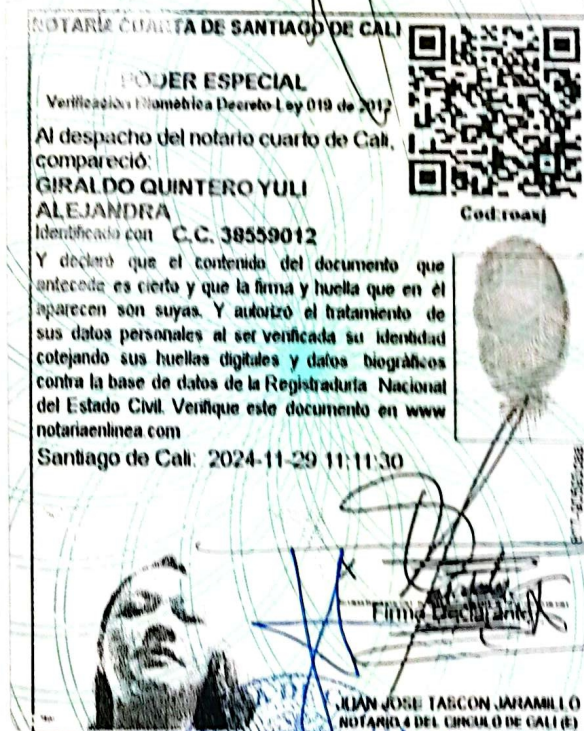 NOTARÍA CUARTA DE SANTIAGO DE CALI
PODER ESPECIAL
Verificación Biométrica Decreto-Ley 019 de 2012
Al despacho del notario cuarto de Cali,
compareció:
GIRALDO QUINTERO YULI
ALEJANDRA
Identificado con C.C. 38559012
Cod:roaxj
Y declaró que el contenido del documento que
antecede es cierto y que la firma y huella que en él
aparecen son suyas. Y autorizó el tratamiento de
sus datos personales al ser verificada su identidad
cotejando sus huellas digitales y datos biográficos
contra la base de datos de la Registraduría Nacional
del Estado Civil. Verifique este documento en www
notariaenlinea com
Santiago de Cali: 2024-11-29 11:11:30
Firma Declarante
JUAN JOSE TASCON JARAMILLO
NOTARIO 4 DEL CIRCULO DE CALI (E)